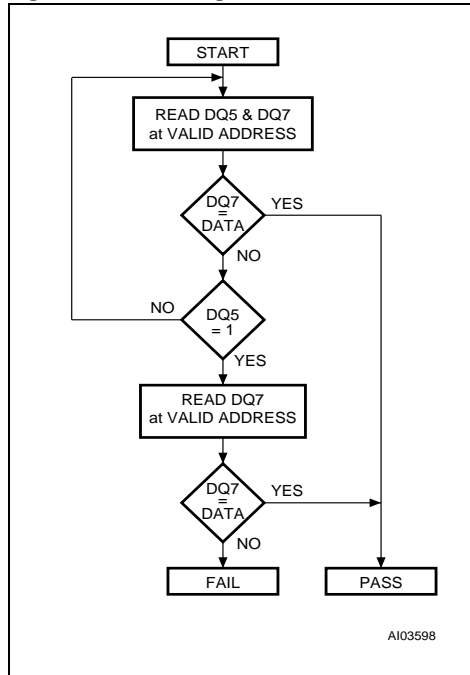 START
READ DQ5 & DQ7
at VALID ADDRESS
DQ7
=
DATA
YES
NO
NO
DQ5
= 1
YES
READ DQ7
at VALID ADDRESS
DQ7
=
DATA
YES
NO
FAIL
PASS
AI03598